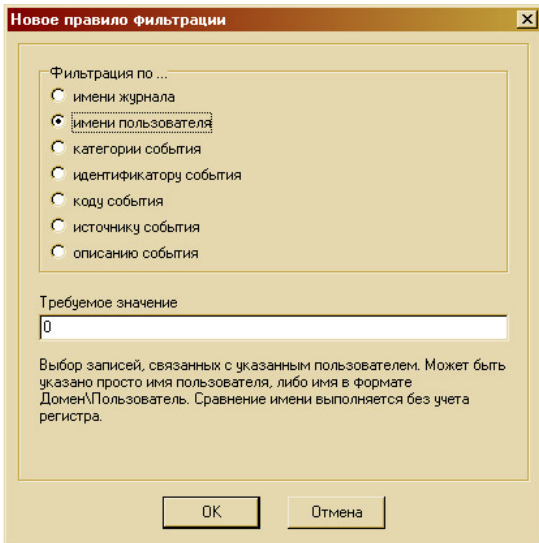 Новое правило фильтрации
Фильтрация по ...
имени журнала
имени пользователя
категории события
идентификатору события
коду события
источнику события
описанию события
Требуемое значение
0
Выбор записей, связанных с указанным пользователем. Может быть
указано просто имя пользователя, либо имя в формате
Домен\Пользователь. Сравнение имени выполняется без учета
регистра.
OK
Отмена